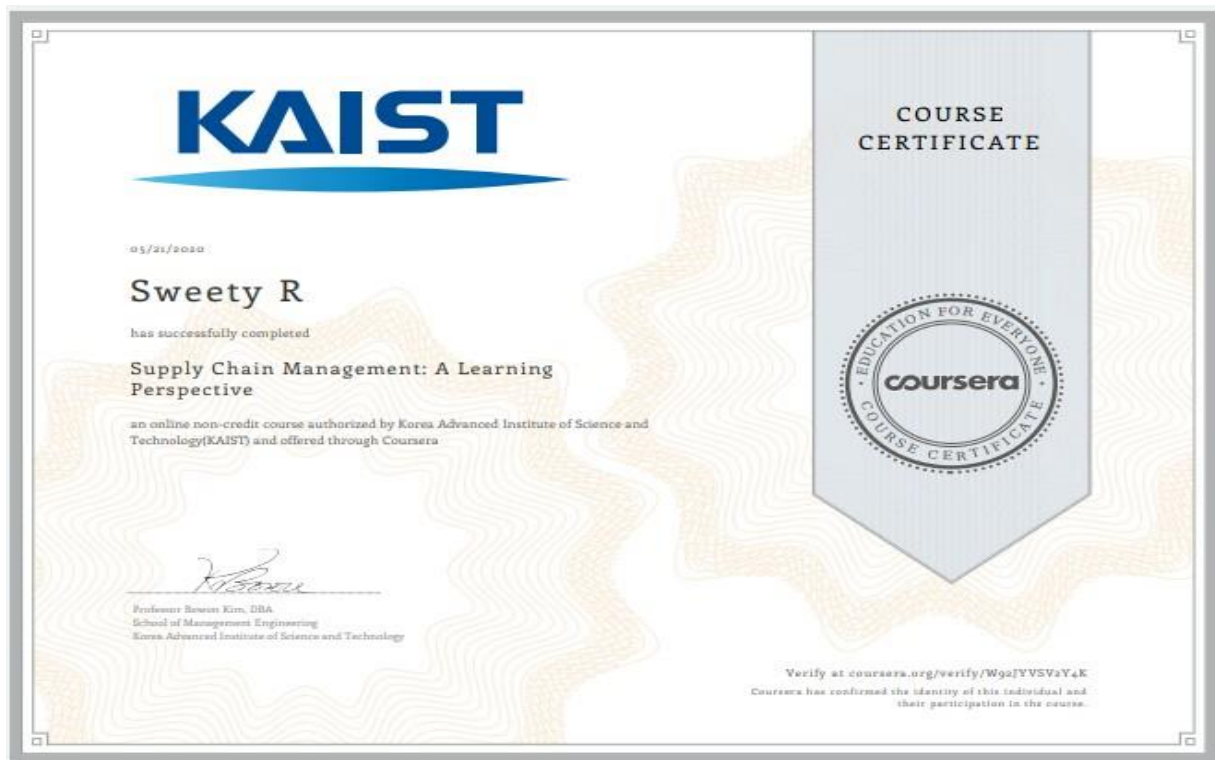 KAIST
COURSE
CERTIFICATE
05/21/2020
Sweety R
has successfully completed
Supply Chain Management: A Learning
Perspective
an online non-credit course authorized by Korea Advanced Institute of Science and
Technology(KAIST) and offered through Coursera
EDUCATION FOR EVERYONE
coursera
COURSE CERTIFICATE
Professor Bowon Kim, DBA
School of Management Engineering
Korea Advanced Institute of Science and Technology
Verify at coursera.org/verify/W92JYVSV2Y4K
Coursera has confirmed the identity of this individual and
their participation in the course.